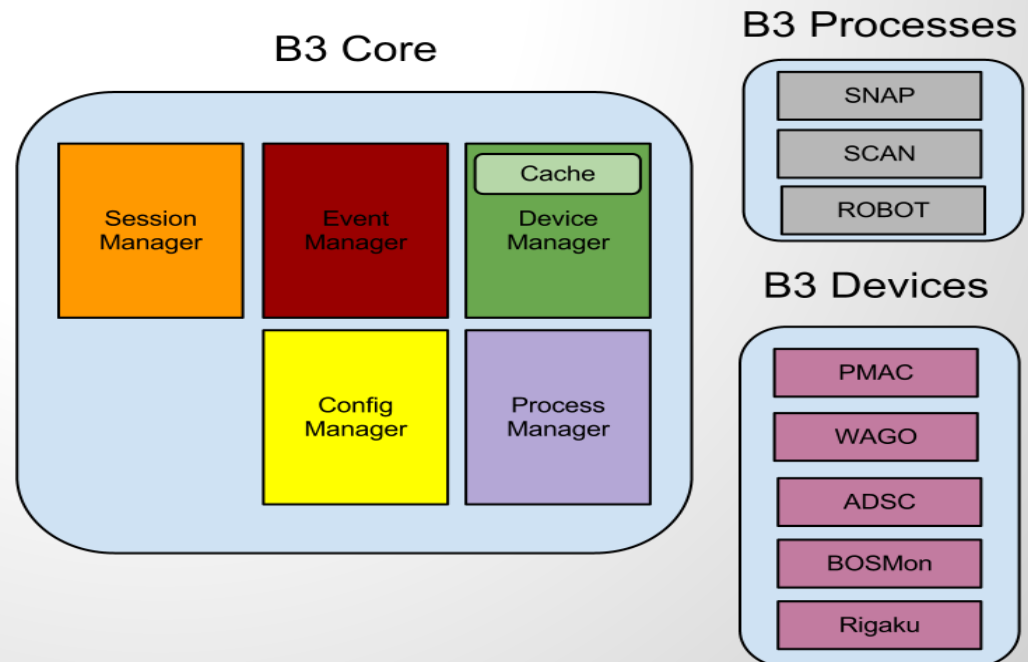 B3 Core
Cache
Session
Manager
Event
Manager
Device
Manager
Config
Manager
Process
Manager
B3 Processes
SNAP
SCAN
ROBOT
B3 Devices
PMAC
WAGO
ADSC
BOSMon
Rigaku